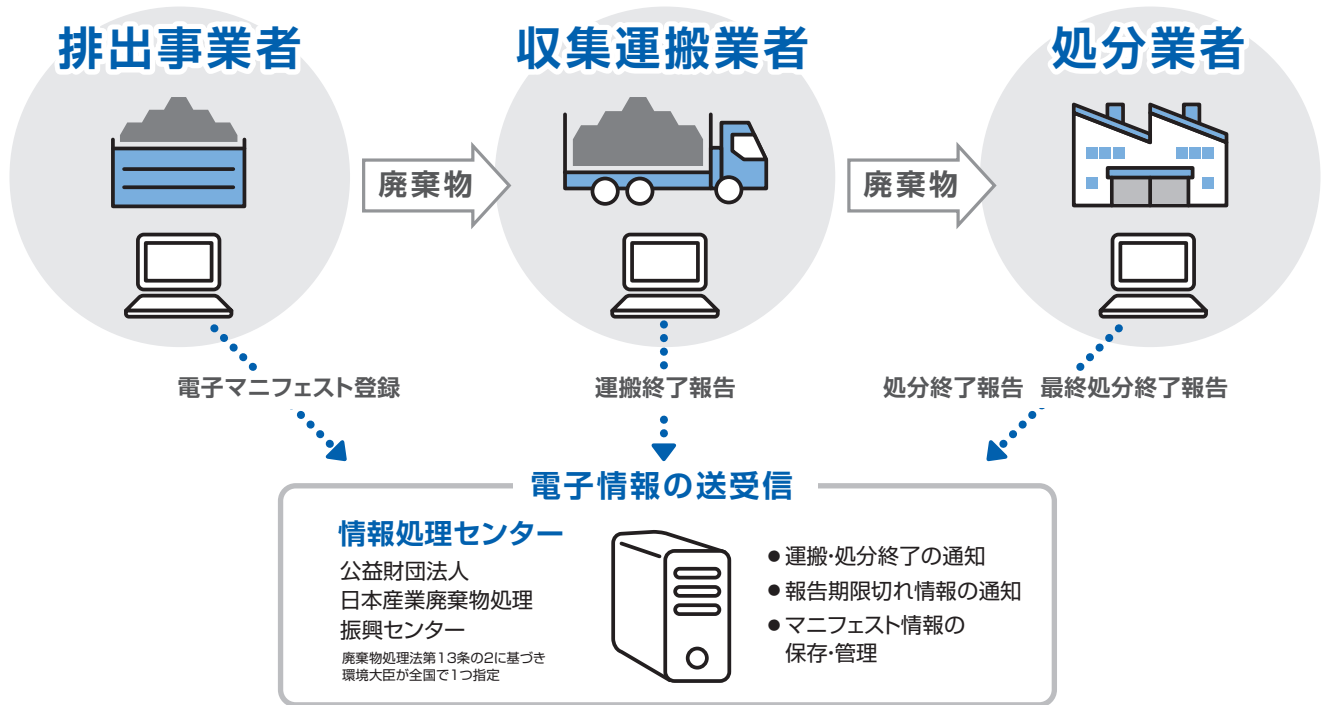 排出事業者
収集運搬業者
処分業者
廃棄物
廃棄物
電子マニフェスト登録
運搬終了報告
処分終了報告 最終処分終了報告
電子情報の送受信
情報処理センター
公益財団法人
日本産業廃棄物処理
振興センター
廃棄物処理法第13条の2に基づき
環境大臣が全国で1つ指定
●運搬・処分終了の通知
●報告期限切れ情報の通知
●マニフェスト情報の
保存・管理